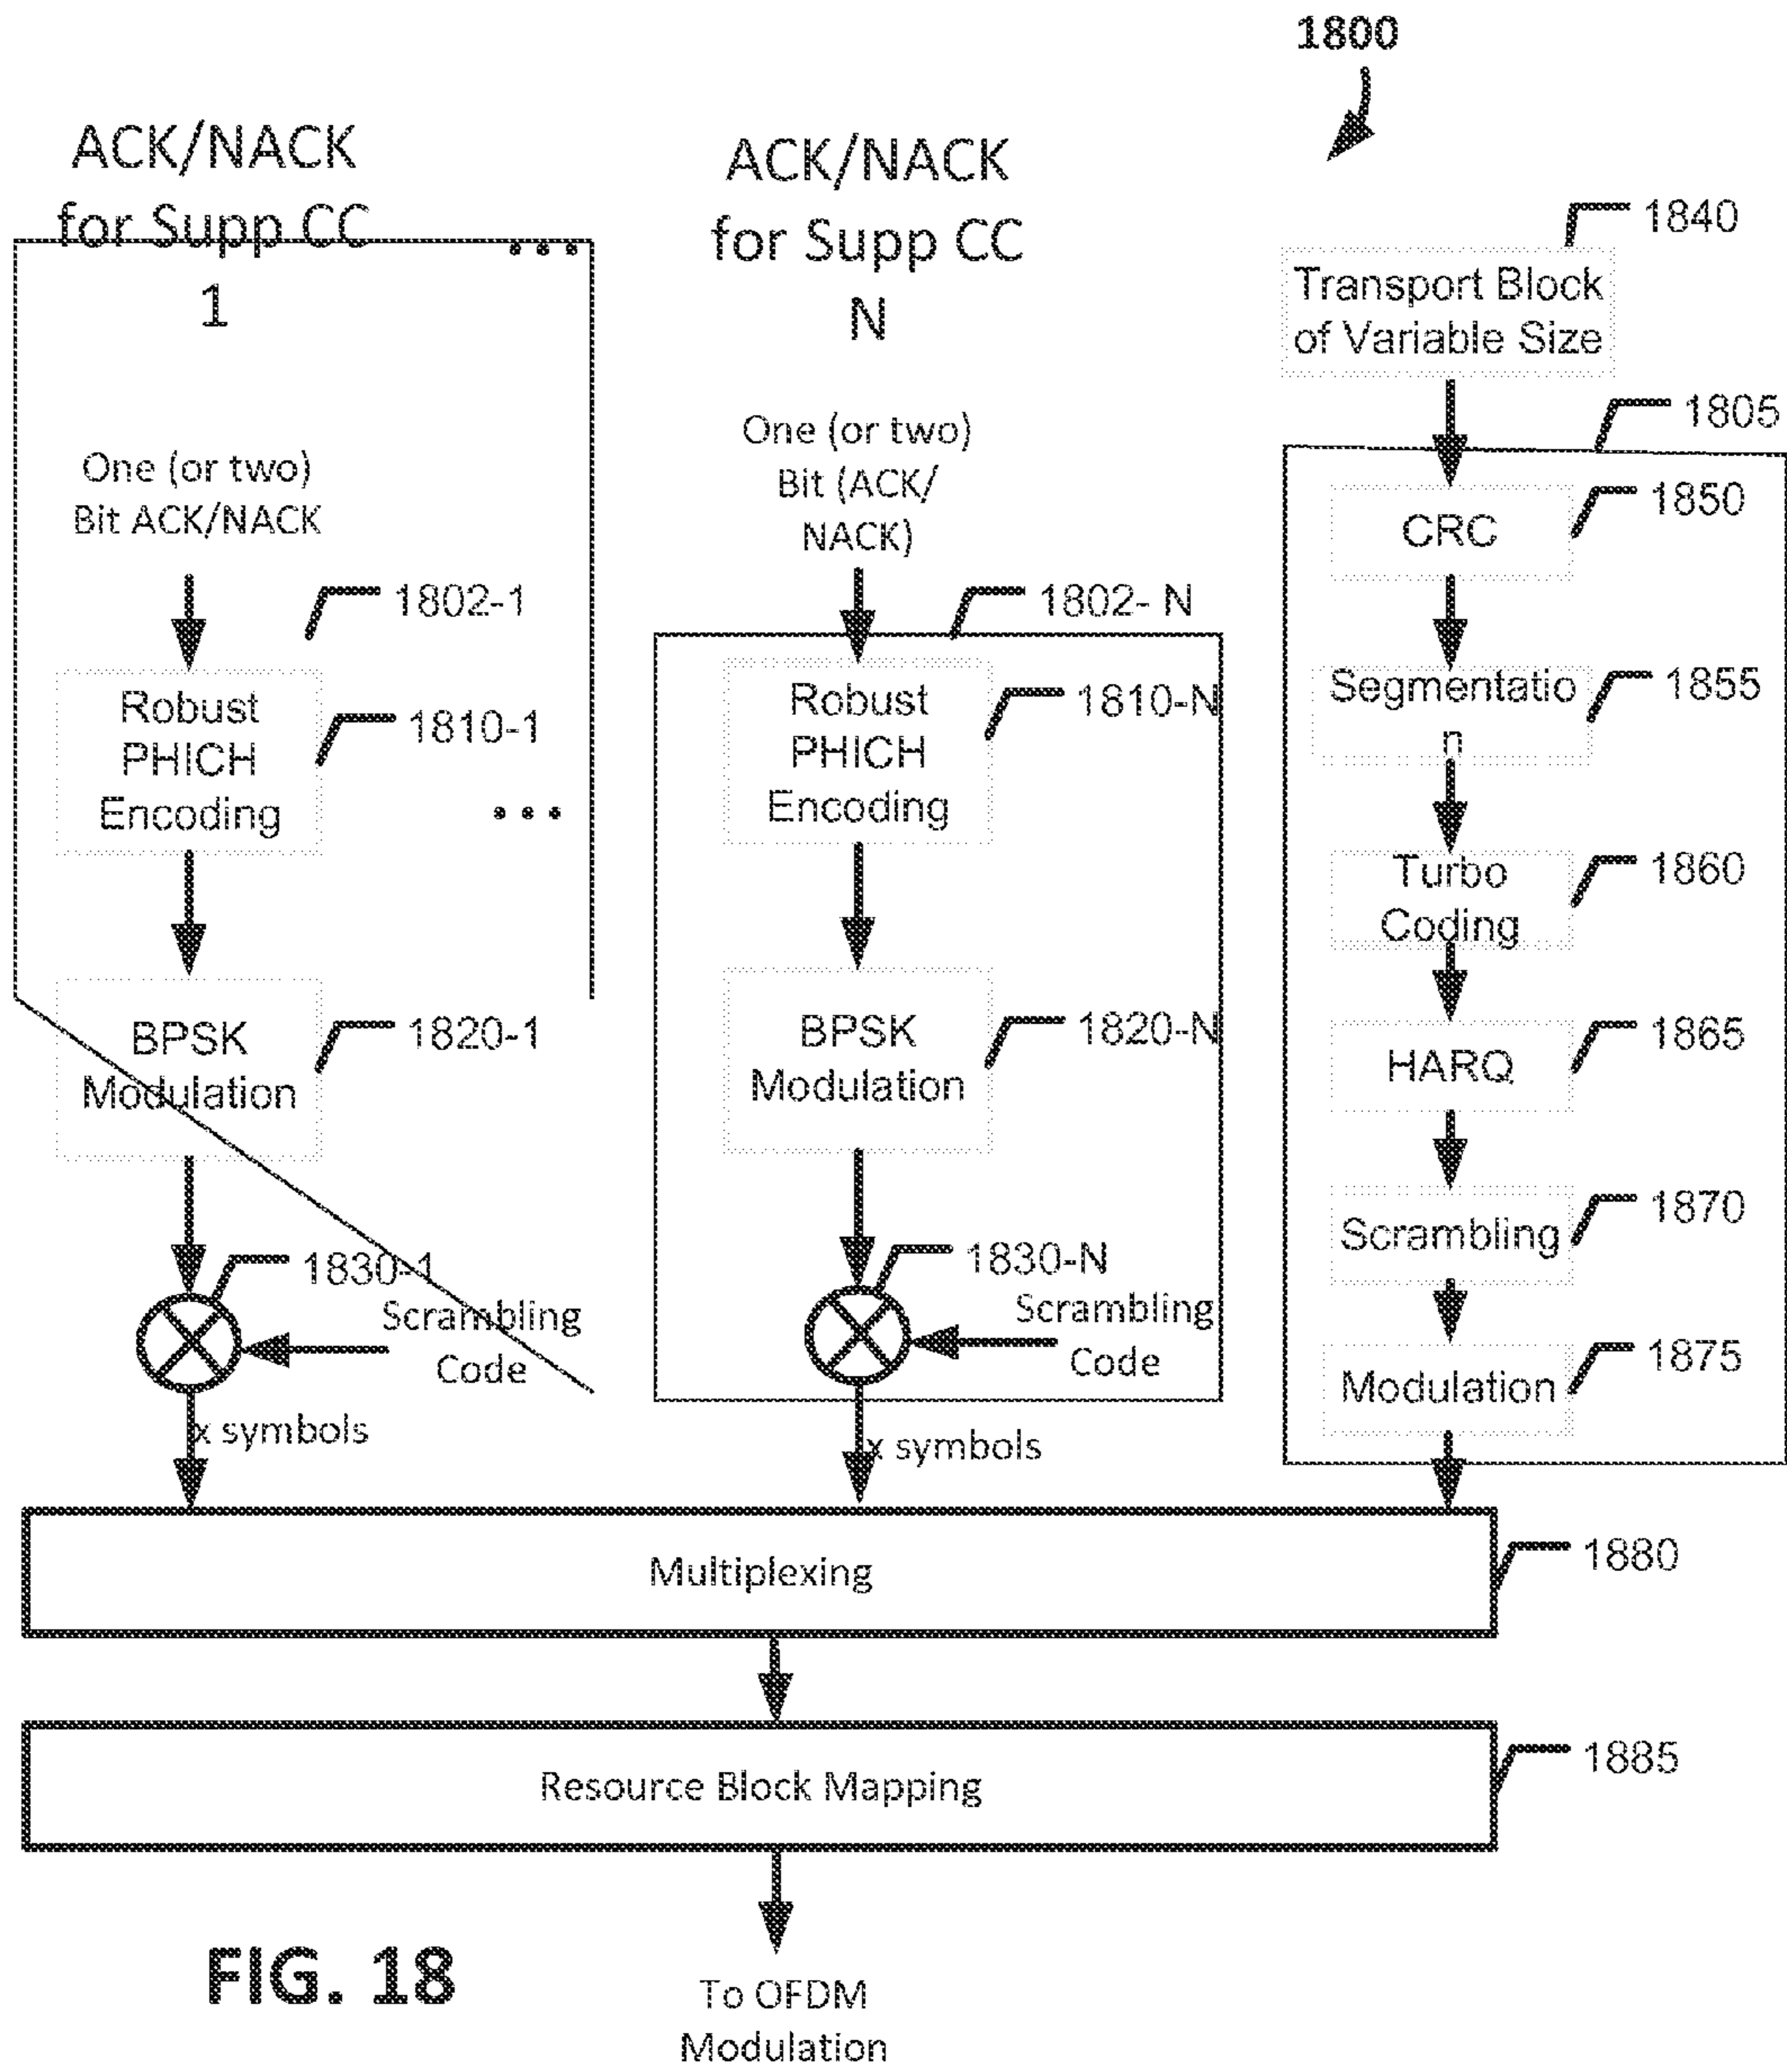 1800
ACK/NACK
for Supp CC
1
...
ACK/NACK
for Supp CC
N
1840
Transport Block
of Variable Size
1805
One (or two)
Bit ACK/NACK
One (or two)
Bit (ACK/
NACK)
CRC
1850
1802-1
1802- N
Robust
PHICH
Encoding
1810-1
...
Robust
PHICH
Encoding
1810-N
Segmentatio
n
1855
Turbo
Coding
1860
BPSK
Modulation
1820-1
BPSK
Modulation
1820-N
HARQ
1865
Scrambling
1870
1830-1
Scrambling
Code
1830-N
Scrambling
Code
Modulation
1875
x symbols
x symbols
Multiplexing
1880
Resource Block Mapping
1885
FIG. 18
To OFDM
Modulation